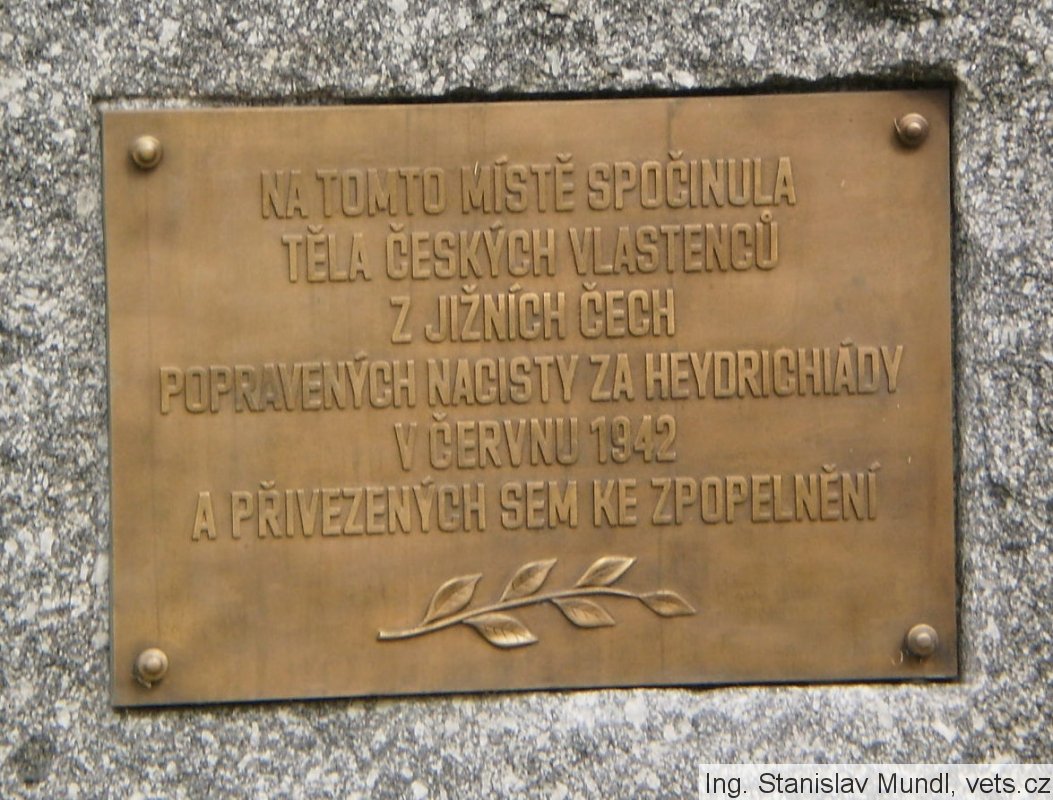 NA TOMTO MÍSTĚ SPOČINULA
TĚLA ČESKÝCH VLASTENCŮ
Z JIŽNÍCH ČECH
POPRAVENÝCH NACISTY ZA HEYDRICHIÁDY
V ČERVNU 1942
A PŘIVEZENÝCH SEM KE ZPOPELNĚNÍ
Ing. Stanislav Mundl, vets.cz